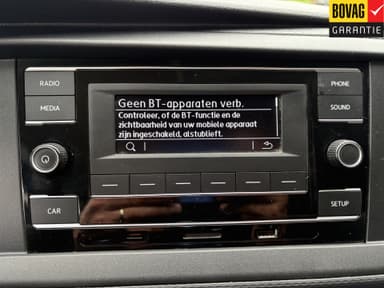 BOVAG
GARANTIE
RADIO
MEDIA
CAR
Geen BT-apparaten verb.
Controleer, of de BT-functie en de
zichtbaarheid van uw mobiele apparaat
zijn ingeschakeld, alstublieft.
PHONE
SOUND
SETUP